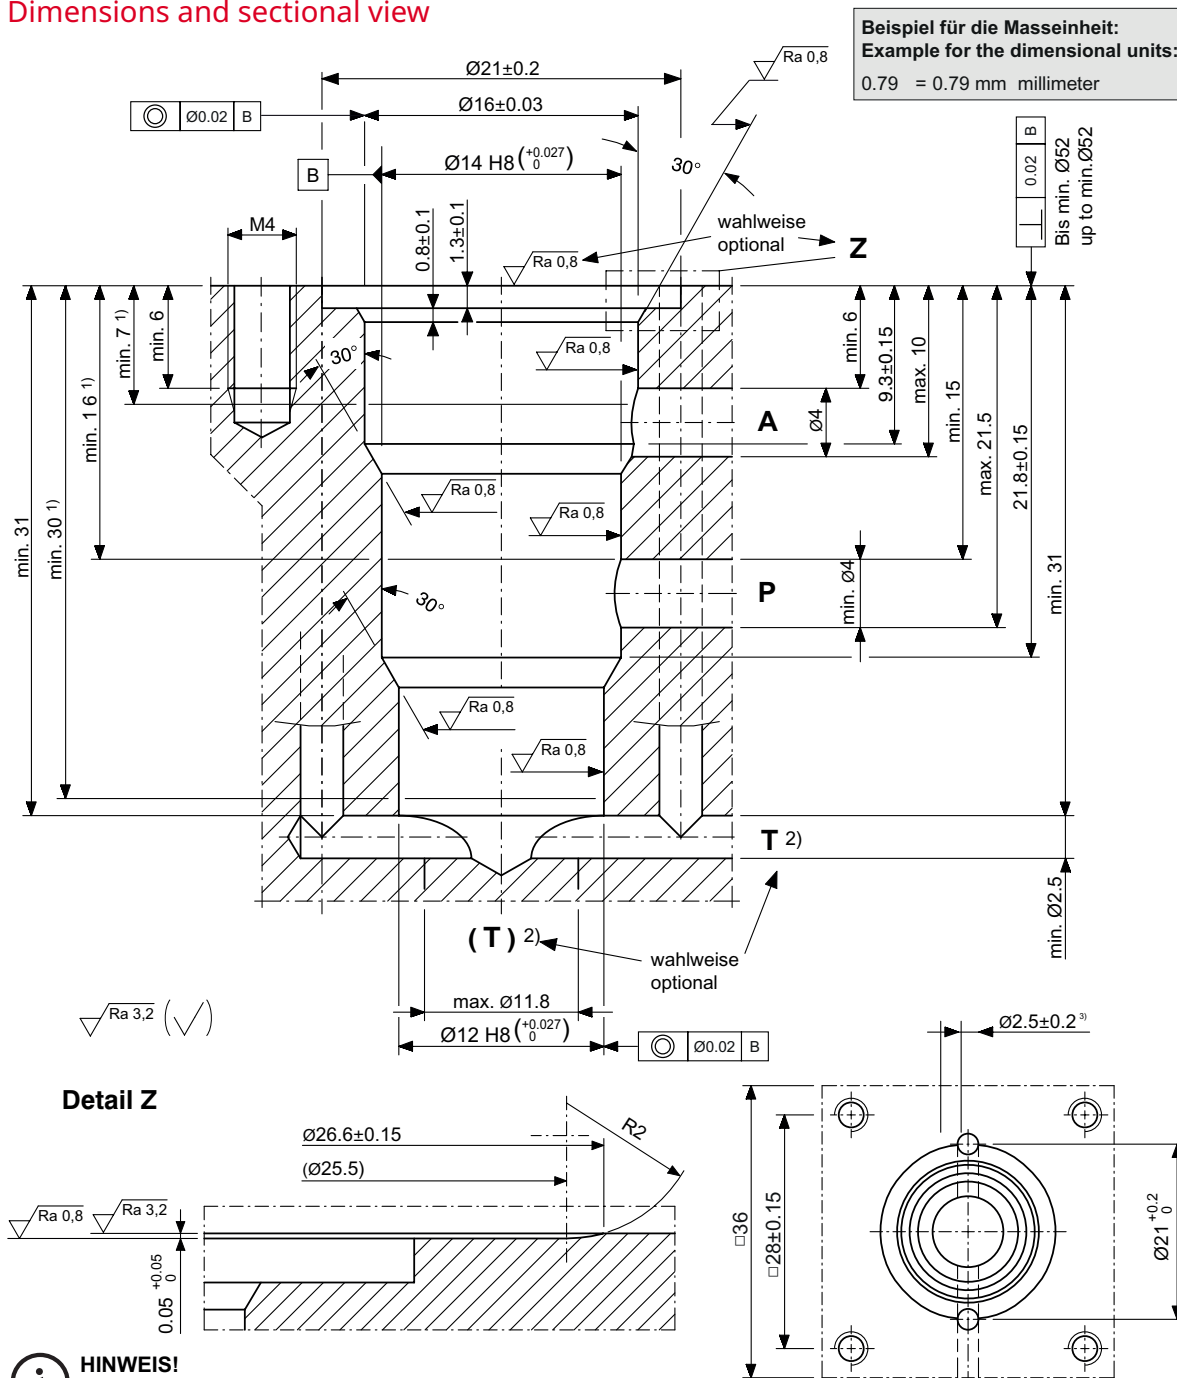 Dimensions and sectional view
Beispiel für die Masseinheit:
Example for the dimensional units:
0.79 = 0.79 mm millimeter
Ø21±0.2
Ra 0,8
Ø16±0.03
Ø0.02 B
Ø14 H8 (+0.027 0)
B
30°
0.02 B
Bis min. Ø52
up to min.Ø52
M4
0.8±0.1
1.3±0.1
wahlweise
optional
Z
Ra 0,8
min. 31
min. 30 1)
min. 1 6 1)
min. 7 1)
min. 6
30°
Ra 0,8
A
Ø4
min. 6
9.3±0.15
max. 10
min. 15
max. 21.5
21.8±0.15
min. 31
Ra 0,8
Ra 0,8
30°
P
min. Ø4
Ra 0,8
Ra 0,8
T 2)
min. Ø2.5
( T ) 2)
wahlweise
optional
max. Ø11.8
Ø12 H8 (+0.027 0)
Ø0.02 B
Ra 3,2
Ø2.5±0.2 3)
Detail Z
Ø26.6±0.15
(Ø25.5)
R2
Ra 0,8
Ra 3,2
0.05 +0.05 0
□36
□28±0.15
Ø21 +0.2 0
HINWEIS!